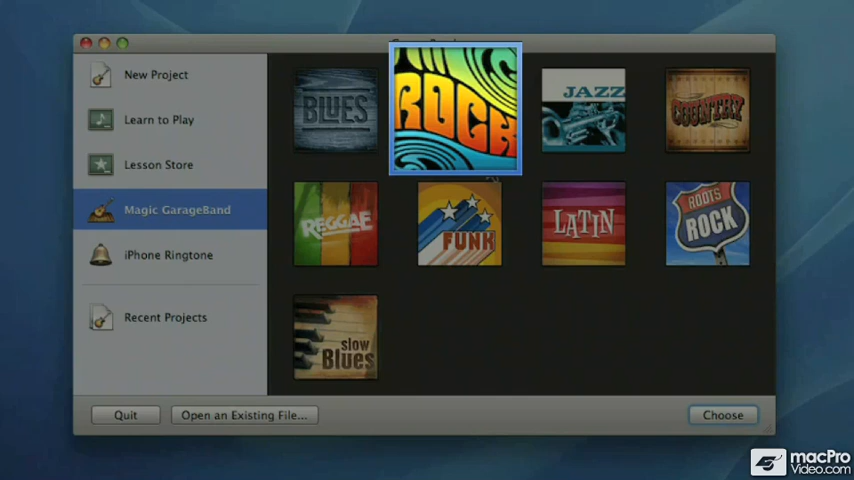 New Project
Learn to Play
Lesson Store
Magic GarageBand
iPhone Ringtone
Recent Projects
BLUES
ROCK
JAZZ
COUNTRY
REGGAE
FUNK
LATIN
ROOTS
ROCK
slow
Blues
Quit
Open an Existing File...
Choose
macPro
Video.com